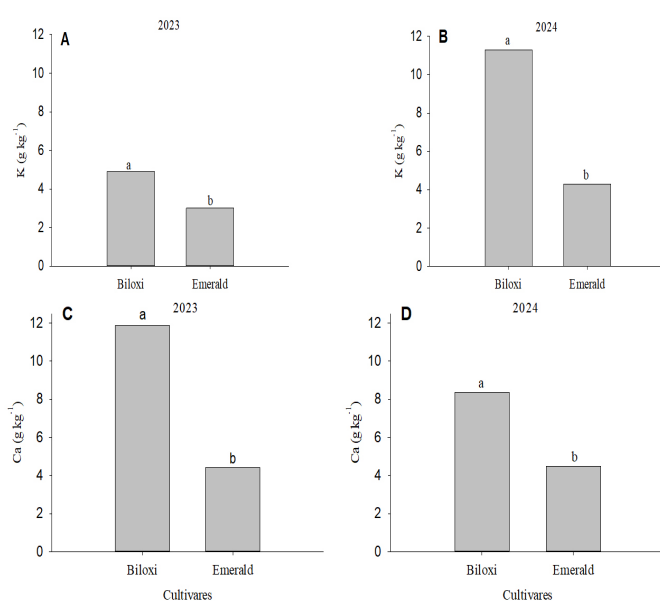 2023
A
12
10
8
6
4
2
0
K (g kg⁻¹)
a
b
Biloxi
Emerald
2024
B
12
10
8
6
4
2
0
K (g kg⁻¹)
a
b
Biloxi
Emerald
2023
C
12
10
8
6
4
2
0
Ca (g kg⁻¹)
a
b
Biloxi
Emerald
Cultivares
2024
D
12
10
8
6
4
2
0
Ca (g kg⁻¹)
a
b
Biloxi
Emerald
Cultivares